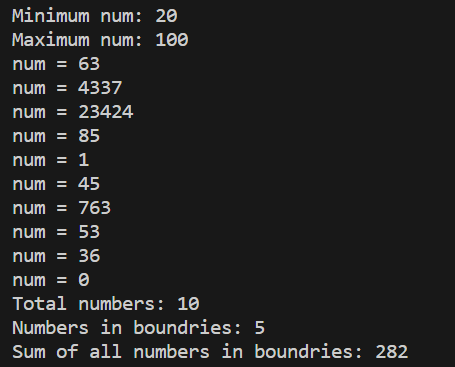 Minimum num: 20
Maximum num: 100
num = 63
num = 4337
num = 23424
num = 85
num = 1
num = 45
num = 763
num = 53
num = 36
num = 0
Total numbers: 10
Numbers in boundries: 5
Sum of all numbers in boundries: 282